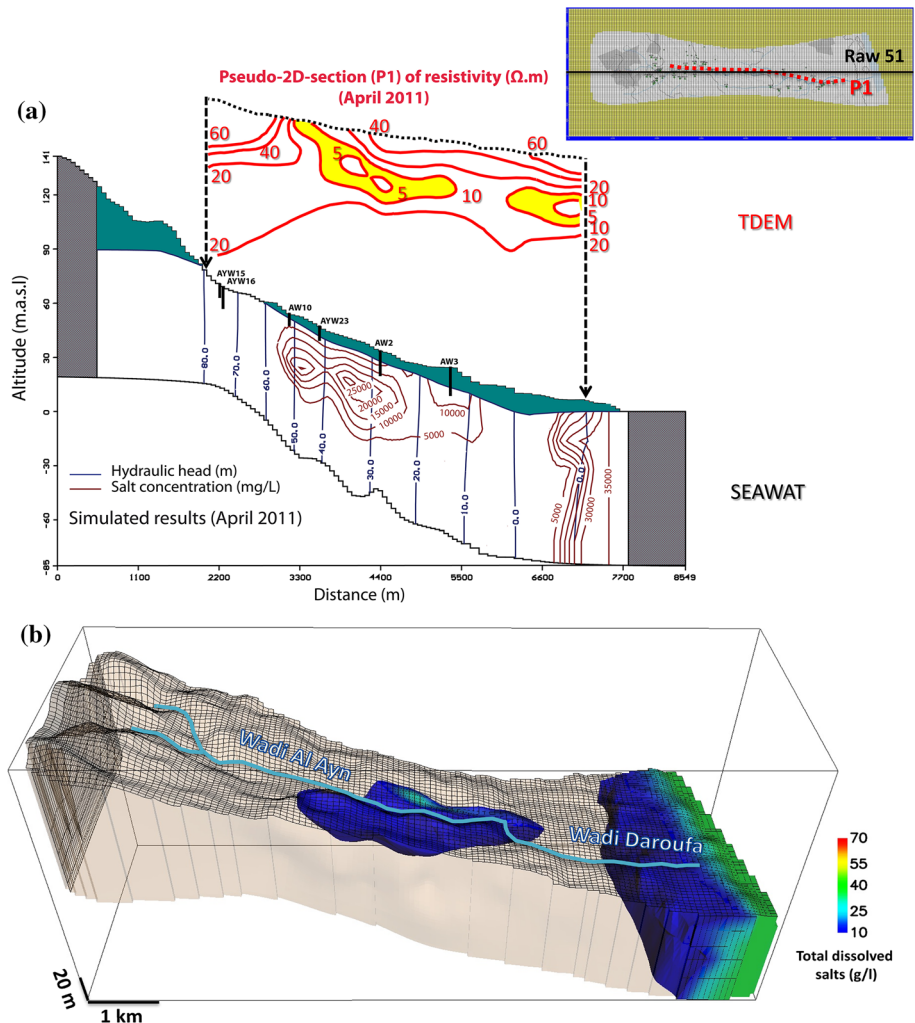 Raw 51
P1
Pseudo-2D-section (P1) of resistivity (Ω.m)
(April 2011)
(a)
60
40
20
20
5
5
40
10
60
20
10
5
10
20
TDEM
Altitude (m.a.s.l)
141
120
90
60
30
0
-30
-60
-85
AYW15
AYW16
AW10
AYW23
AW2
AW3
80.0
70.0
60.0
50.0
40.0
30.0
20.0
10.0
0.0
0.0
25000
20000
15000
10000
5000
10000
5000
30000
35000
Hydraulic head (m)
Salt concentration (mg/L)
Simulated results (April 2011)
SEAWAT
0 1100 2200 3300 4400 5500 6600 7700 8549
Distance (m)
(b)
Wadi Al Ayn
Wadi Daroufa
70
55
40
25
10
Total dissolved
salts (g/l)
20 m
1 km